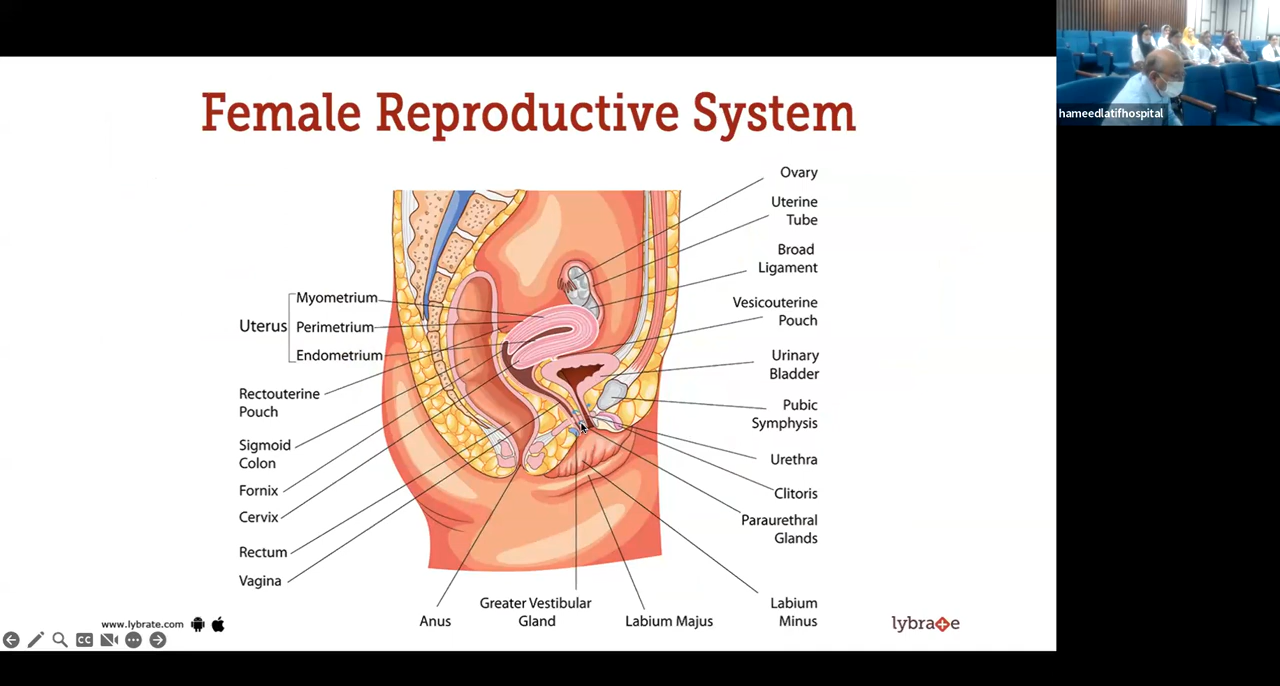 Female Reproductive System
hameedlatifhospital
Ovary
Uterine
Tube
Broad
Ligament
Vesicouterine
Pouch
Urinary
Bladder
Pubic
Symphysis
Urethra
Clitoris
Paraurethral
Glands
Labium
Minus
Uterus
Myometrium
Perimetrium
Endometrium
Rectouterine
Pouch
Sigmoid
Colon
Fornix
Cervix
Rectum
Vagina
Anus
Greater Vestibular
Gland
Labium Majus
www.lybrate.com
lybrate
CC